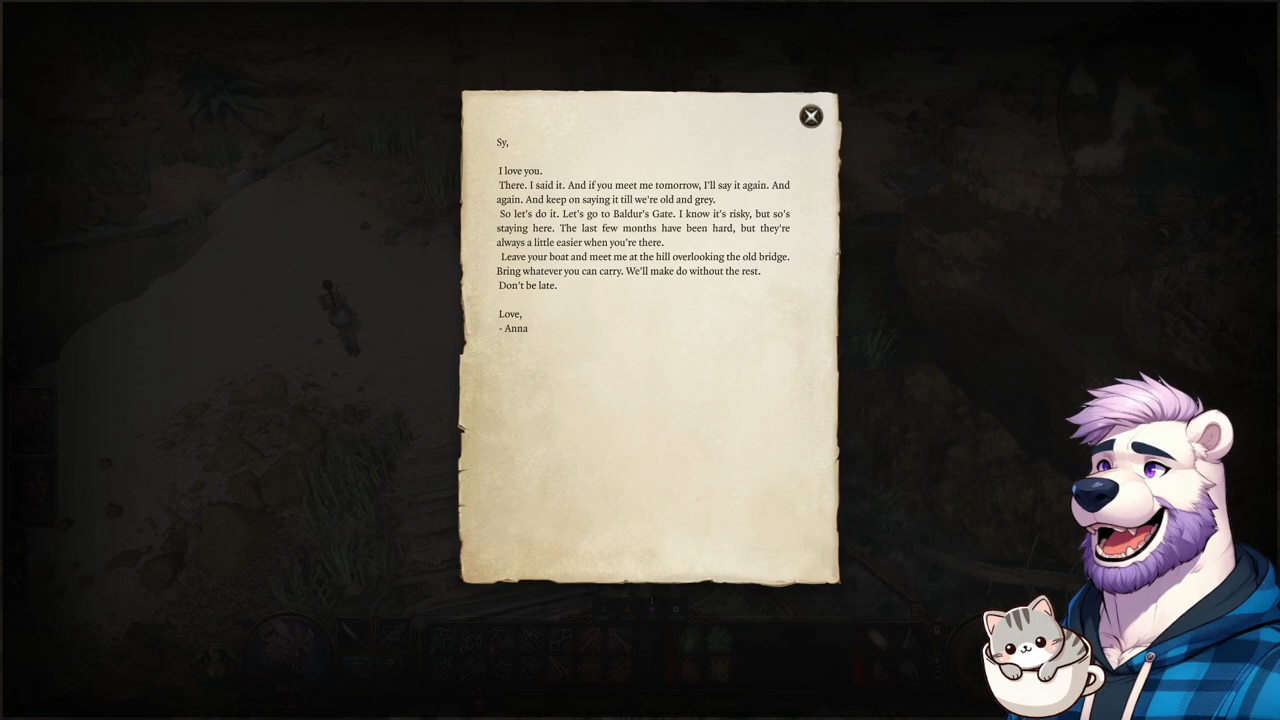 Sy,
I love you.
There. I said it. And if you meet me tomorrow, I'll say it again. And
again. And keep on saying it till we're old and grey.
So let's do it. Let's go to Baldur's Gate. I know it's risky, but so's
staying here. The last few months have been hard, but they're
always a little easier when you're there.
Leave your boat and meet me at the hill overlooking the old bridge.
Bring whatever you can carry. We'll make do without the rest.
Don't be late.
Love,
- Anna